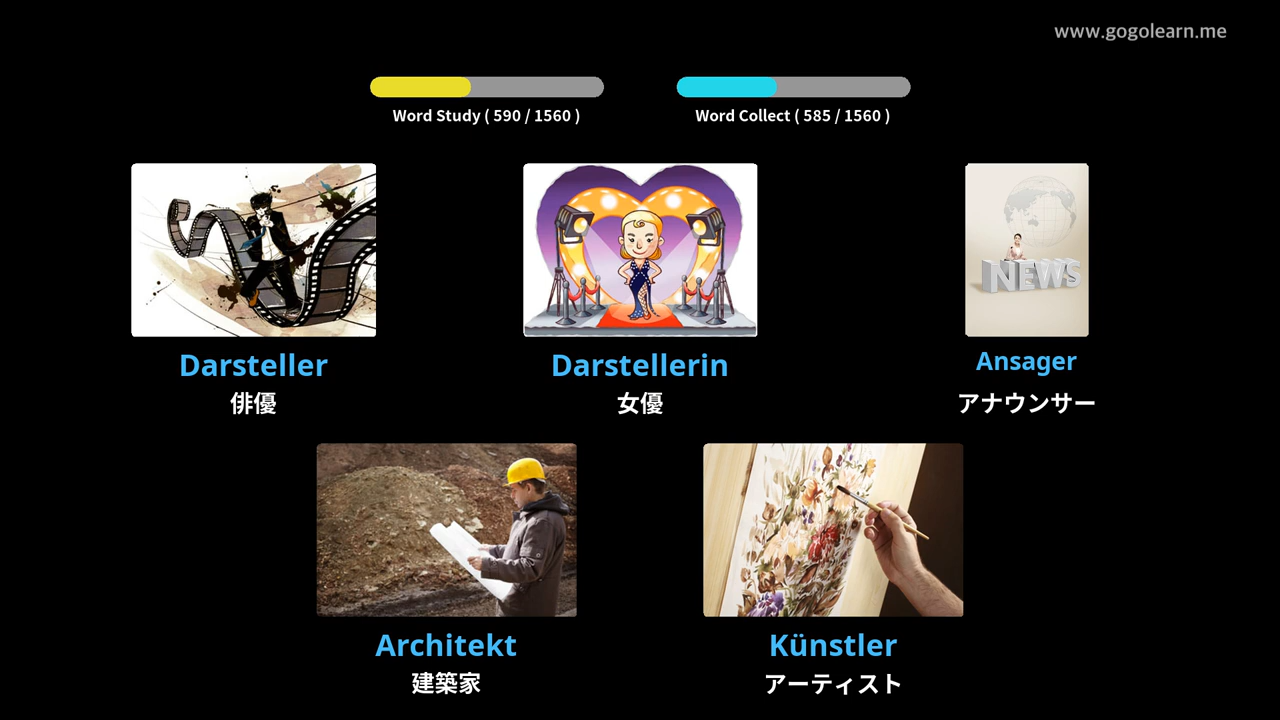 www.gogolearn.me
Word Study ( 590 / 1560 )
Word Collect ( 585 / 1560 )
NEWS
Darsteller
俳優
Darstellerin
女優
Ansager
アナウンサー
Architekt
建築家
Künstler
アーティスト